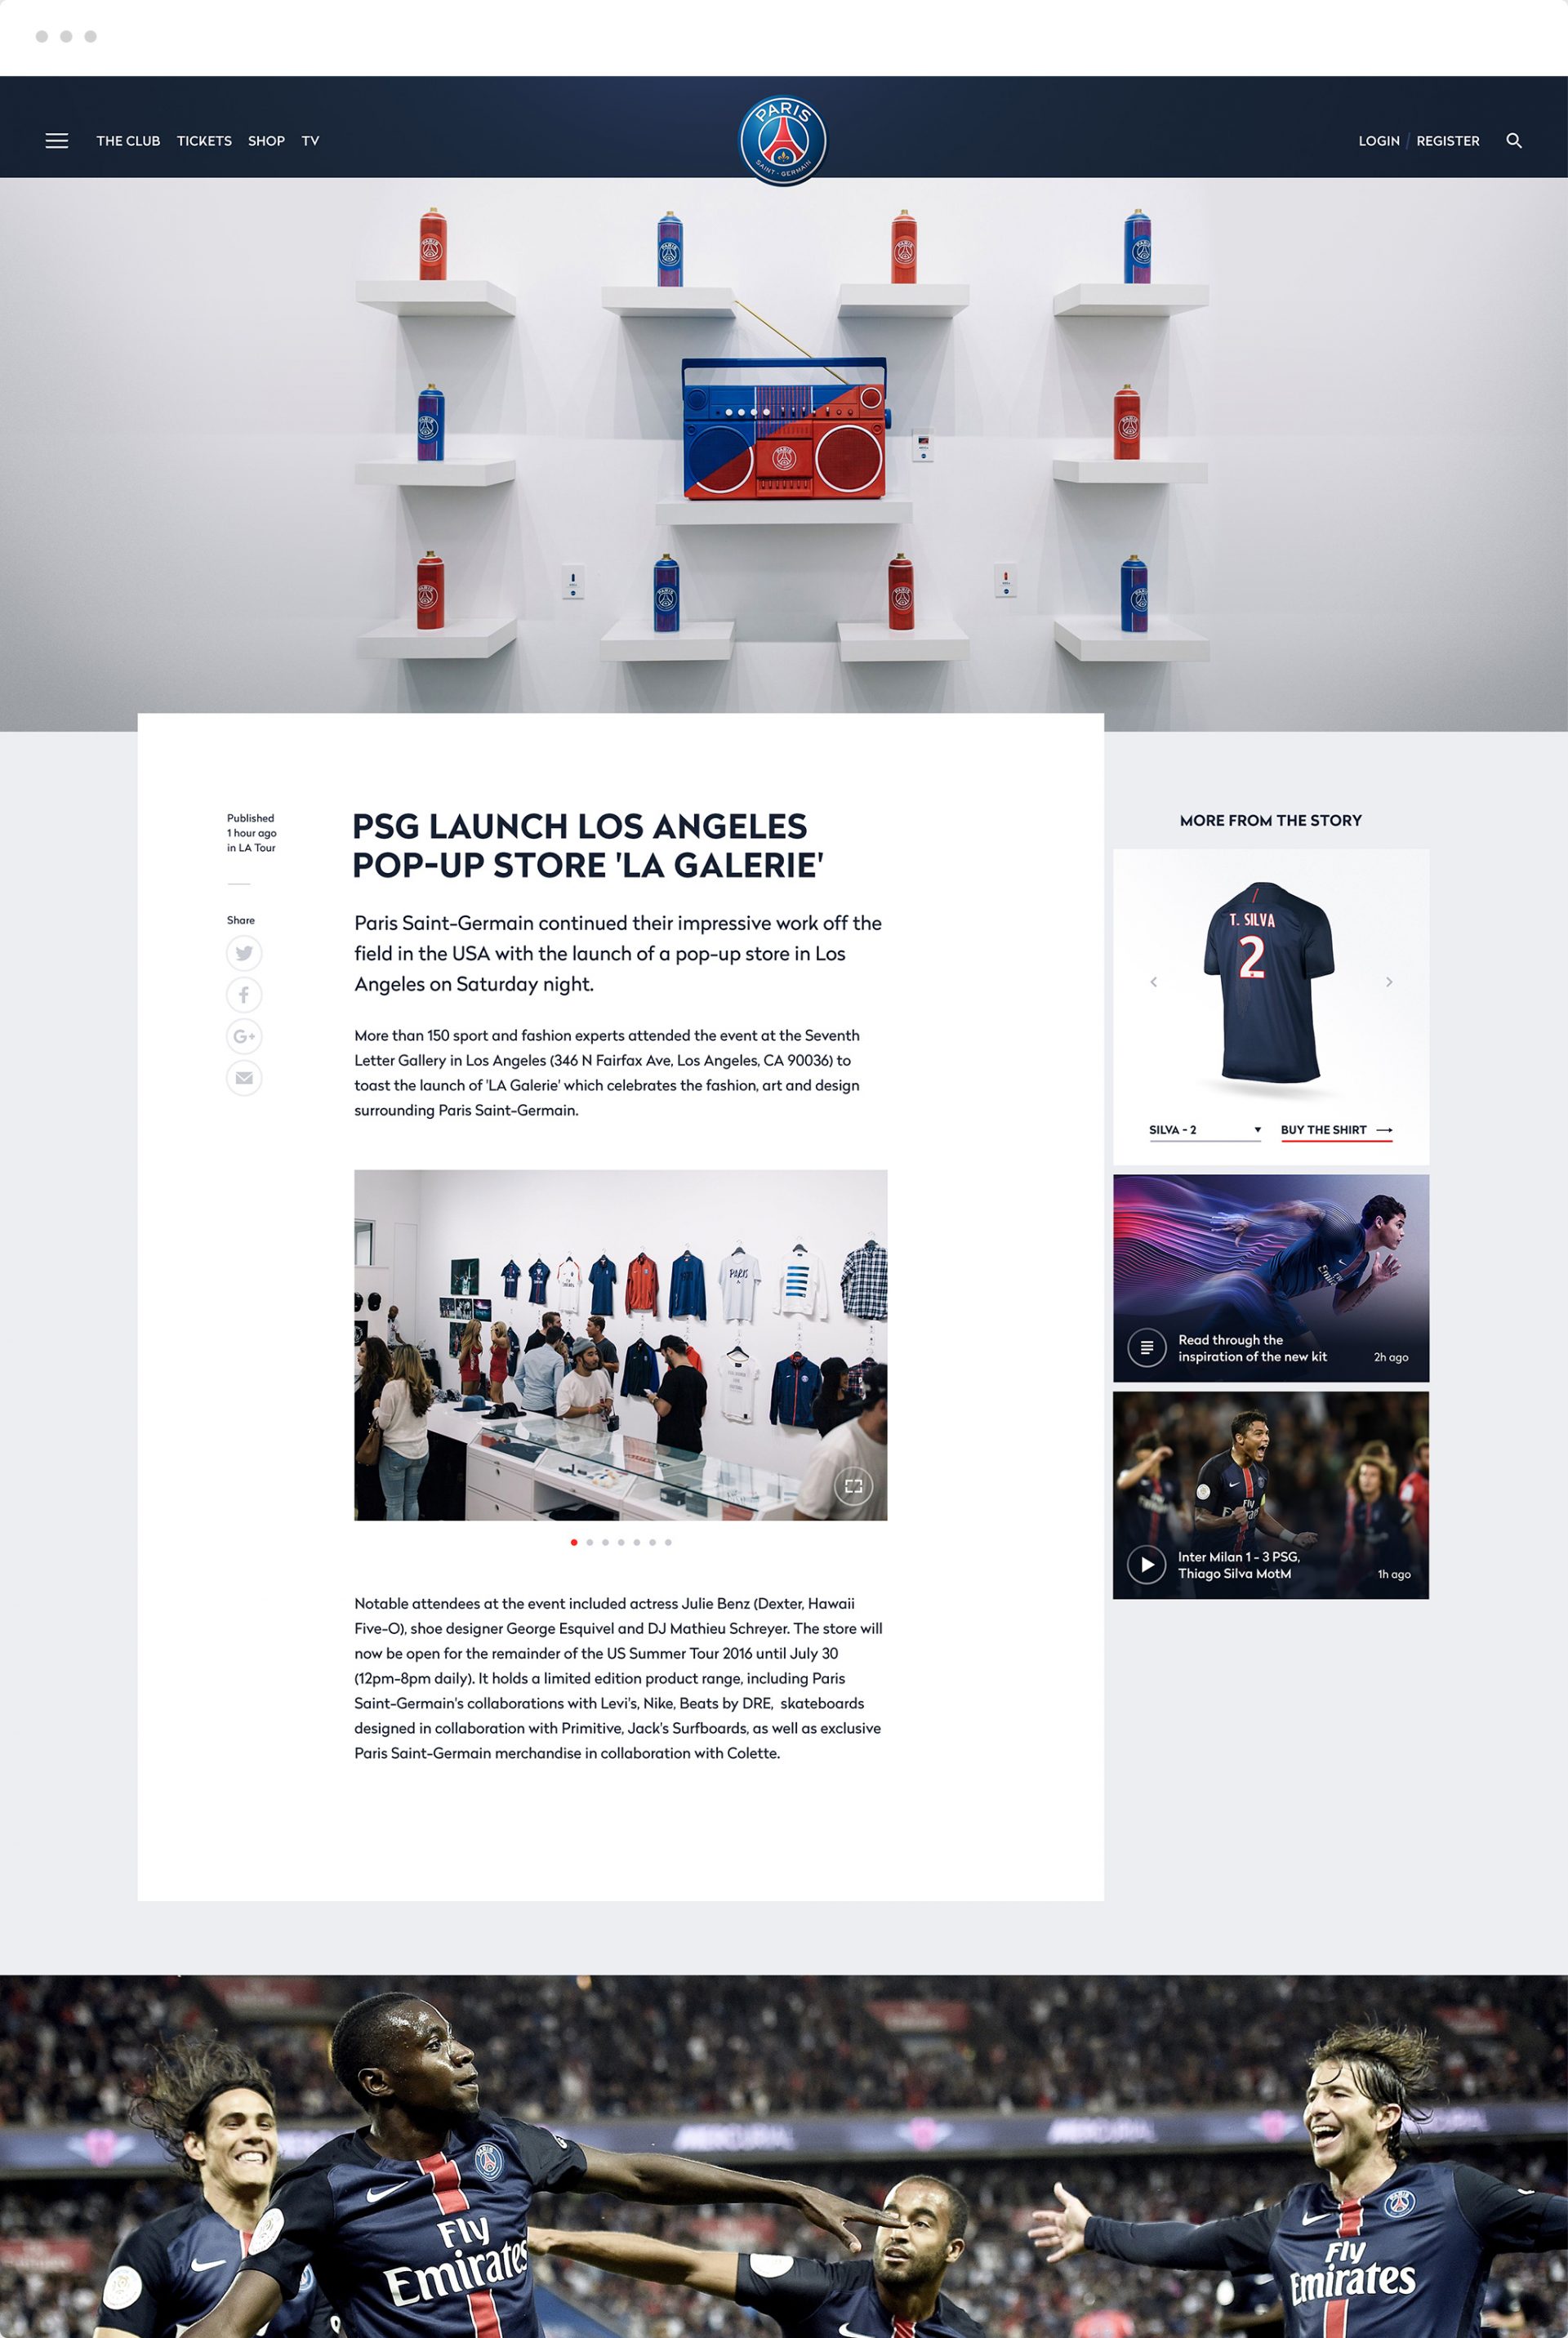 THE CLUB TICKETS SHOP TV
PARIS
SAINT-GERMAIN
LOGIN / REGISTER
Published
1 hour ago
in LA Tour
Share
PSG LAUNCH LOS ANGELES
POP-UP STORE 'LA GALERIE'
Paris Saint-Germain continued their impressive work off the
field in the USA with the launch of a pop-up store in Los
Angeles on Saturday night.
More than 150 sport and fashion experts attended the event at the Seventh
Letter Gallery in Los Angeles (346 N Fairfax Ave, Los Angeles, CA 90036) to
toast the launch of 'LA Galerie' which celebrates the fashion, art and design
surrounding Paris Saint-Germain.
PARIS
Notable attendees at the event included actress Julie Benz (Dexter, Hawaii
Five-O), shoe designer George Esquivel and DJ Mathieu Schreyer. The store will
now be open for the remainder of the US Summer Tour 2016 until July 30
(12pm-8pm daily). It holds a limited edition product range, including Paris
Saint-Germain's collaborations with Levi's, Nike, Beats by DRE,  skateboards
designed in collaboration with Primitive, Jack's Surfboards, as well as exclusive
Paris Saint-Germain merchandise in collaboration with Colette.
MORE FROM THE STORY
T. SILVA
2
SILVA - 2
BUY THE SHIRT
Read through the
inspiration of the new kit
2h ago
Fly
Inter Milan 1 - 3 PSG,
Thiago Silva MotM
1h ago
Fly
Emirates
Fly
Emirates